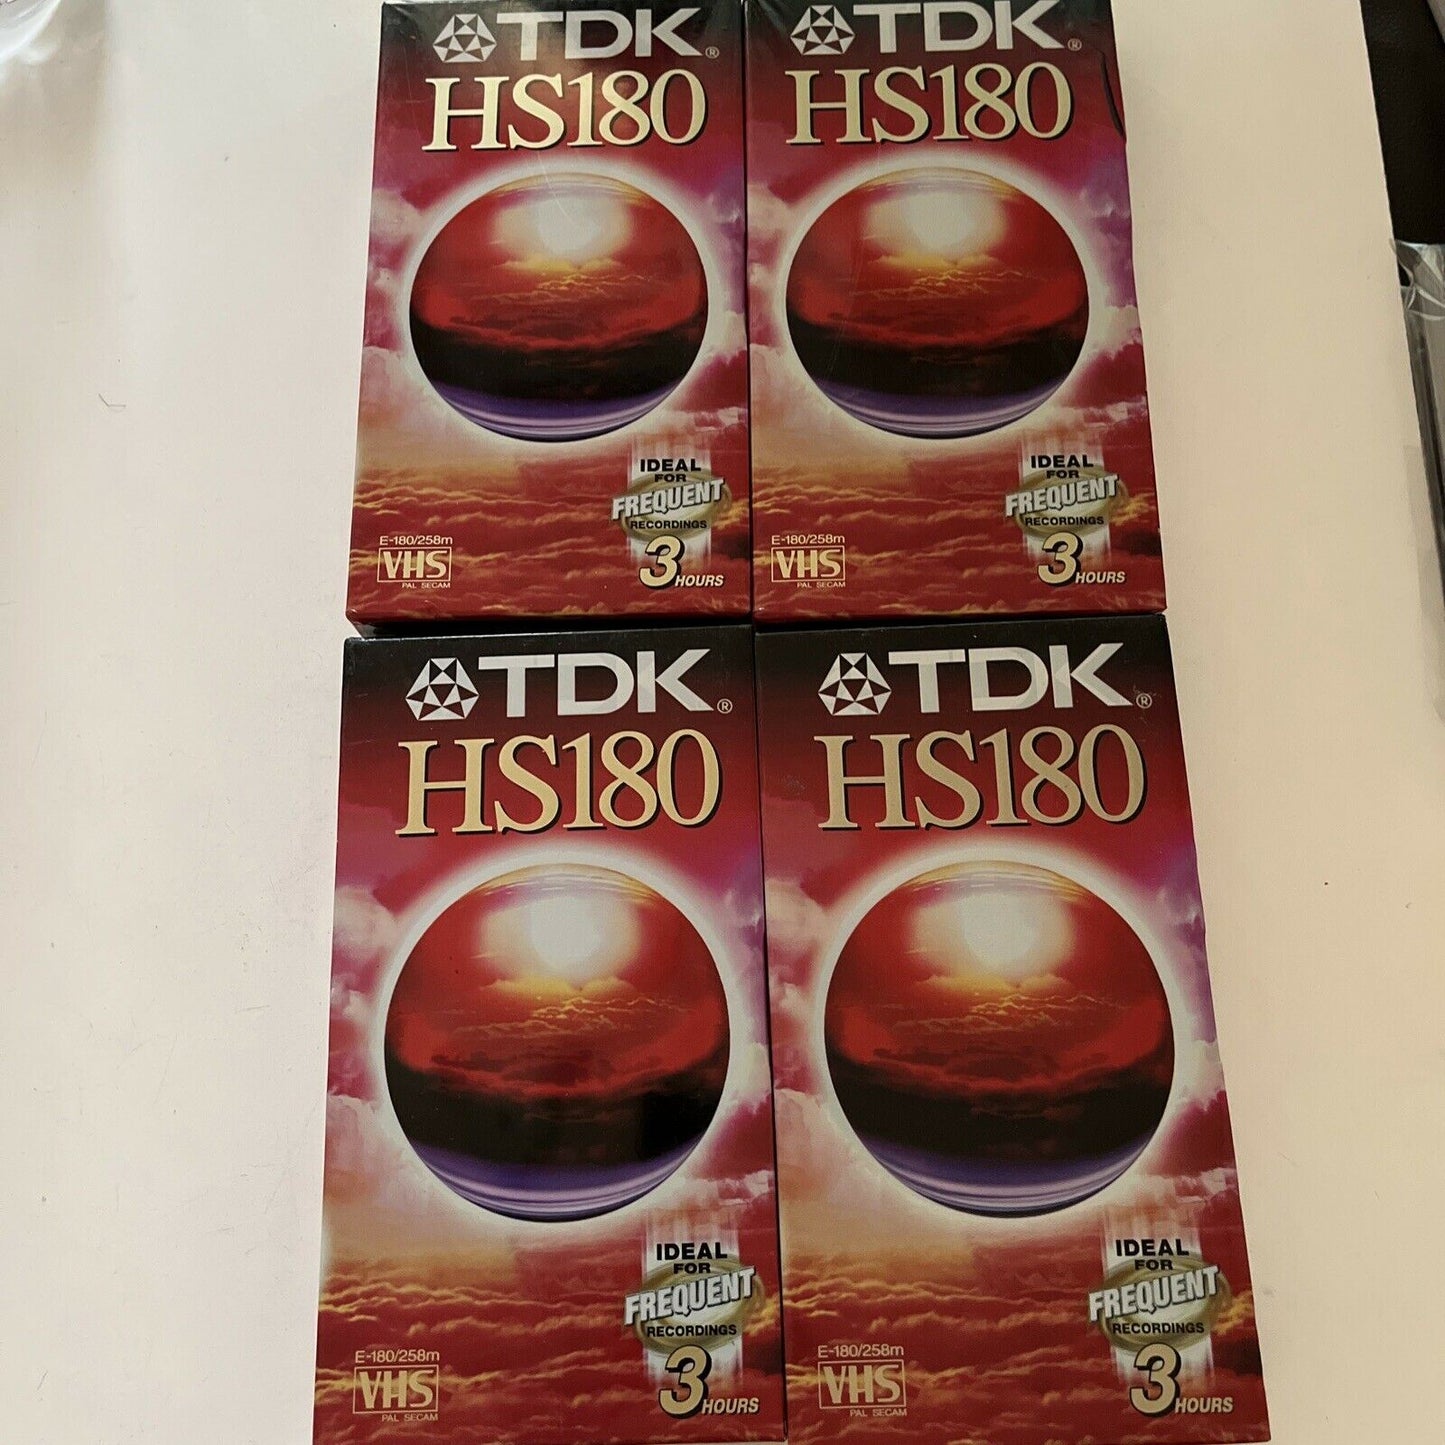 TDK®
HS180
IDEAL
FOR
FREQUENT
RECORDINGS
3 HOURS
E-180/258m
VHS
PAL SECAM
TDK®
HS180
IDEAL
FOR
FREQUENT
RECORDINGS
3 HOURS
E-180/258m
VHS
PAL SECAM
TDK®
HS180
IDEAL
FOR
FREQUENT
RECORDINGS
3 HOURS
E-180/258m
VHS
PAL SECAM
TDK®
HS180
IDEAL
FOR
FREQUENT
RECORDINGS
3 HOURS
E-180/258m
VHS
PAL SECAM